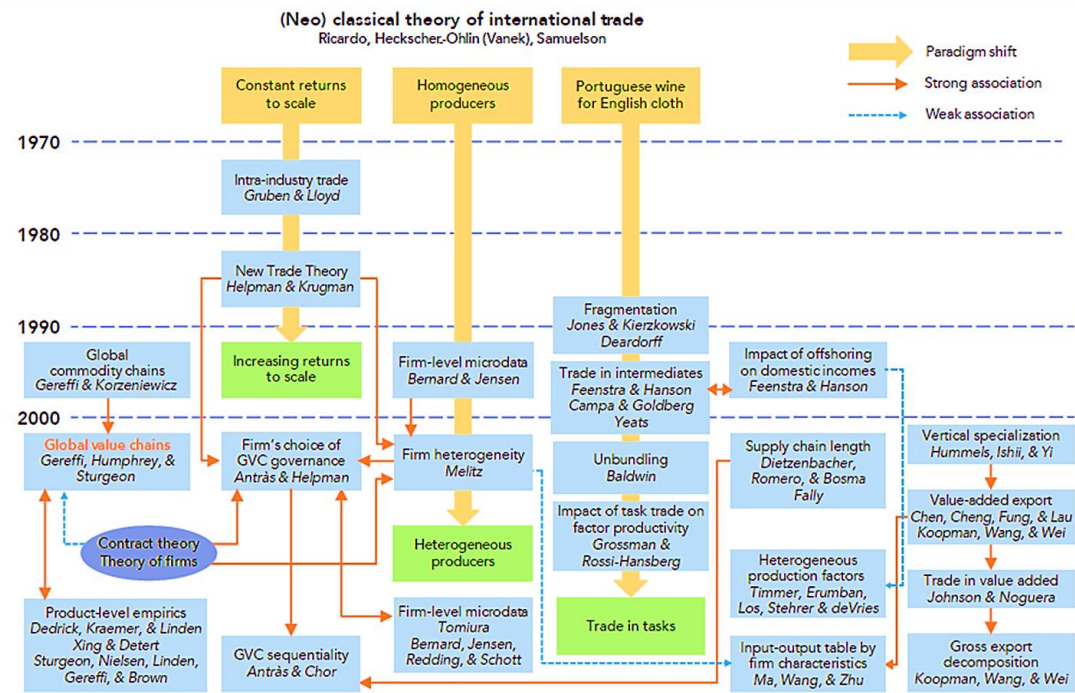 (Neo) classical theory of international trade
Ricardo, Heckscher-Ohlin (Vanek), Samuelson
Paradigm shift
Strong association
Weak association
Constant returns
to scale
Homogeneous
producers
Portuguese wine
for English cloth
1970
Intra-industry trade
Gruben & Lloyd
1980
New Trade Theory
Helpman & Krugman
Fragmentation
Jones & Kierzkowski
Deardorff
1990
Global
commodity chains
Gereffi & Korzeniewicz
Increasing returns
to scale
Firm-level microdata
Bernard & Jensen
Trade in intermediates
Feenstra & Hanson
Campa & Goldberg
Yeats
Impact of offshoring
on domestic incomes
Feenstra & Hanson
2000
Global value chains
Gereffi, Humphrey, &
Sturgeon
Firm's choice of
GVC governance
Antràs & Helpman
Firm heterogeneity
Melitz
Unbundling
Baldwin
Supply chain length
Dietzenbacher,
Romero, & Bosma
Fally
Vertical specialization
Hummels, Ishii, & Yi
Value-added export
Chen, Cheng, Fung, & Lau
Koopman, Wang, & Wei
Contract theory
Theory of firms
Heterogeneous
producers
Impact of task trade on
factor productivity
Grossman &
Rossi-Hansberg
Heterogeneous
production factors
Timmer, Erumban,
Los, Stehrer & deVries
Trade in value added
Johnson & Noguera
Product-level empirics
Dedrick, Kraemer, & Linden
Xing & Detert
Sturgeon, Nielsen, Linden,
Gereffi, & Brown
GVC sequentiality
Antràs & Chor
Firm-level microdata
Tomiura
Bernard, Jensen,
Redding, & Schott
Trade in tasks
Input-output table by
firm characteristics
Ma, Wang, & Zhu
Gross export
decomposition
Koopman, Wang, & Wei